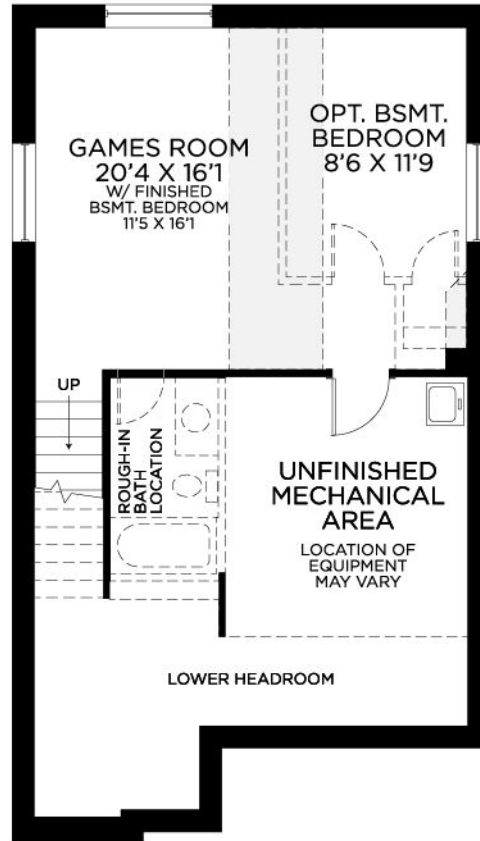 GAMES ROOM
20'4 X 16'1
W/ FINISHED
BSMT. BEDROOM
11'5 X 16'1
OPT. BSMT.
BEDROOM
8'6 X 11'9
UP
ROUGH-IN
BATH
LOCATION
UNFINISHED
MECHANICAL
AREA
LOCATION OF
EQUIPMENT
MAY VARY
LOWER HEADROOM